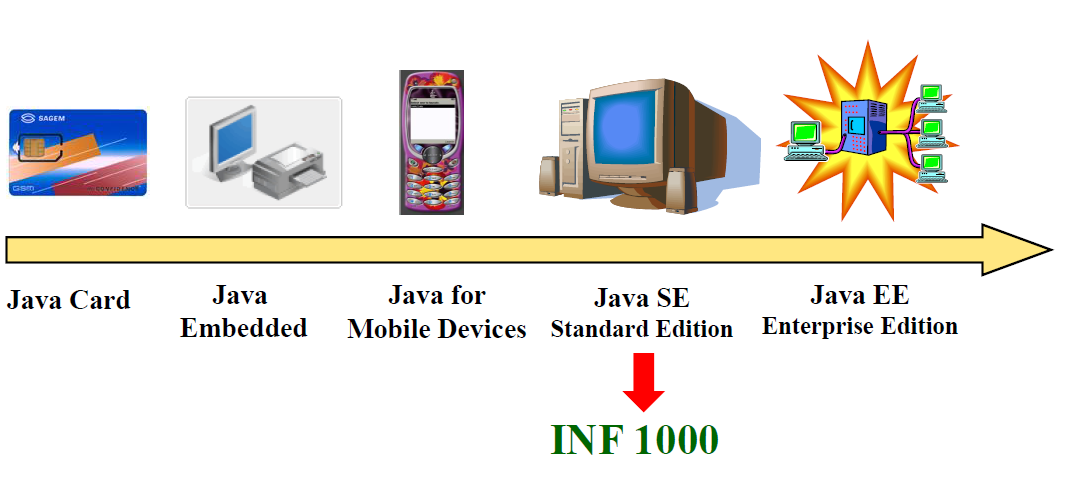 SAGEM
GSM
CONFIDENCE
Java Card
Java
Embedded
Java for
Mobile Devices
Java SE
Standard Edition
Java EE
Enterprise Edition
INF 1000